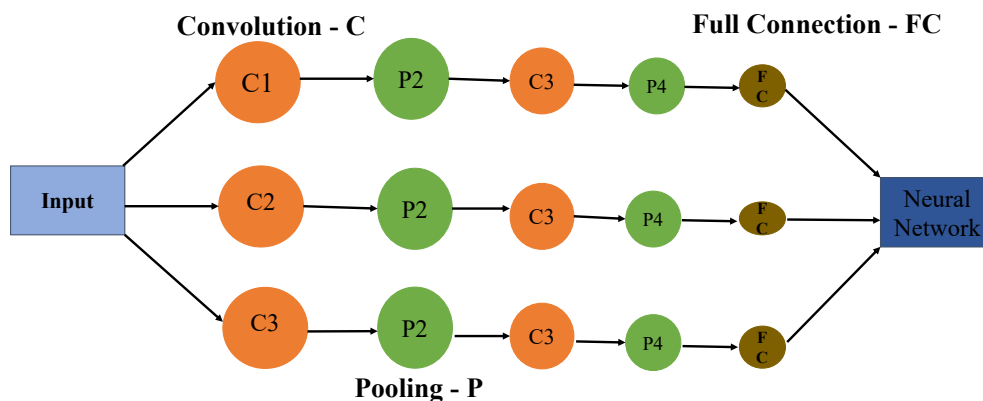 Convolution - C
Full Connection - FC
C1
P2
C3
P4
F
C
Input
C2
P2
C3
P4
F
C
Neural
Network
C3
P2
C3
P4
F
C
Pooling - P